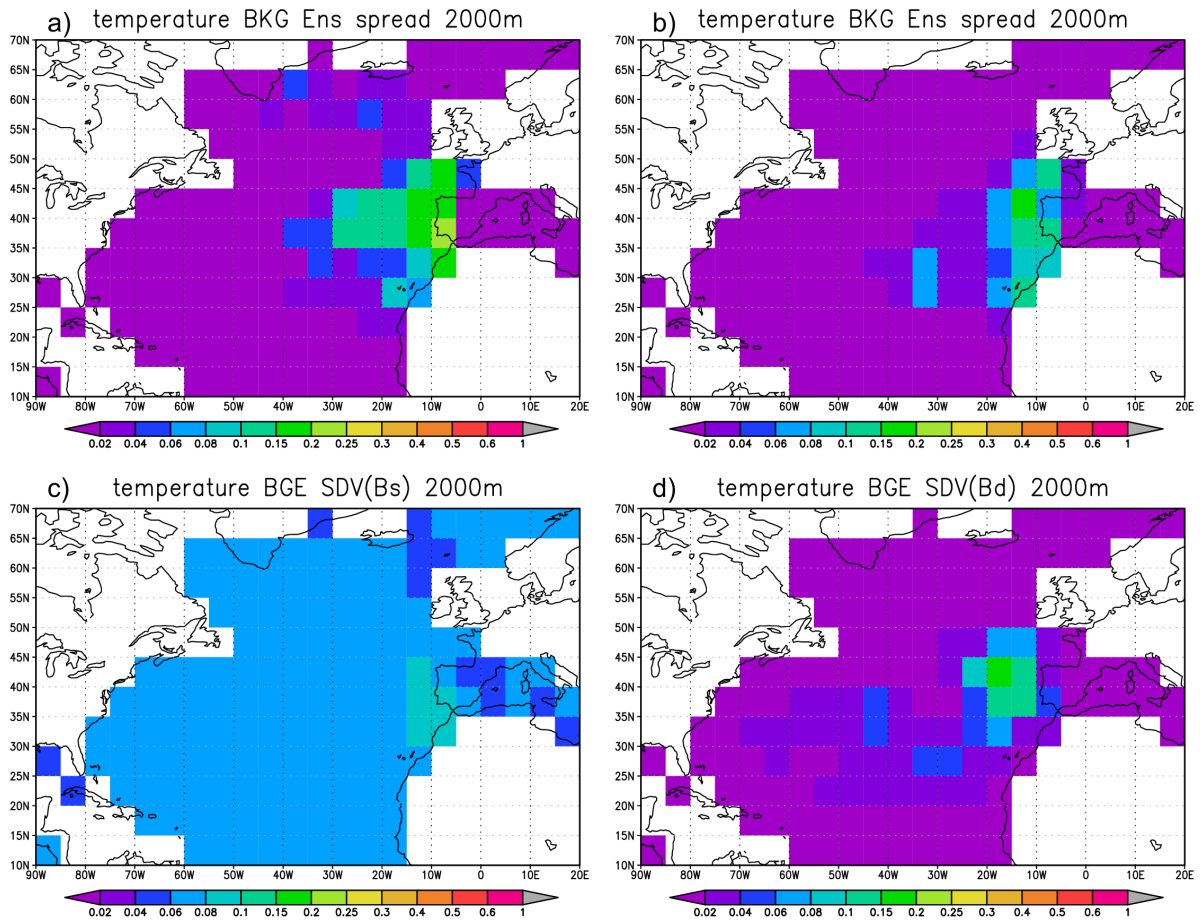 a) temperature BKG Ens spread 2000m
70N
65N
60N
55N
50N
45N
40N
35N
30N
25N
20N
15N
10N
90W 80W 70W 60W 50W 40W 30W 20W 10W 0 10E 20E
0.02 0.04 0.06 0.08 0.1 0.15 0.2 0.25 0.3 0.4 0.5 0.6 1
b) temperature BKG Ens spread 2000m
70N
65N
60N
55N
50N
45N
40N
35N
30N
25N
20N
15N
10N
90W 80W 70W 60W 50W 40W 30W 20W 10W 0 10E 20E
0.02 0.04 0.06 0.08 0.1 0.15 0.2 0.25 0.3 0.4 0.5 0.6 1
c) temperature BGE SDV(Bs) 2000m
70N
65N
60N
55N
50N
45N
40N
35N
30N
25N
20N
15N
10N
90W 80W 70W 60W 50W 40W 30W 20W 10W 0 10E 20E
0.02 0.04 0.06 0.08 0.1 0.15 0.2 0.25 0.3 0.4 0.5 0.6 1
d) temperature BGE SDV(Bd) 2000m
70N
65N
60N
55N
50N
45N
40N
35N
30N
25N
20N
15N
10N
90W 80W 70W 60W 50W 40W 30W 20W 10W 0 10E 20E
0.02 0.04 0.06 0.08 0.1 0.15 0.2 0.25 0.3 0.4 0.5 0.6 1